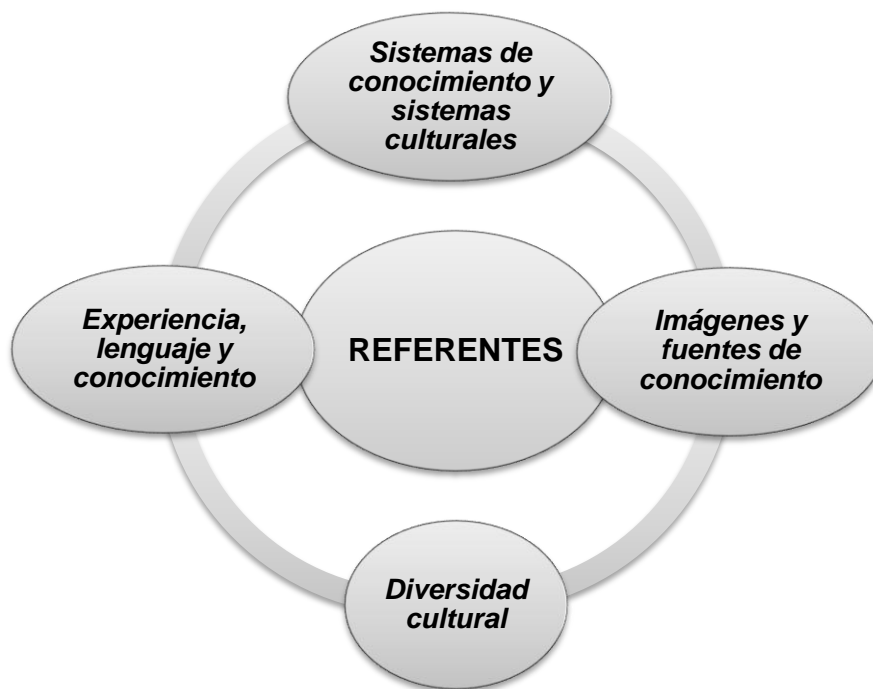 Sistemas de
conocimiento y
sistemas
culturales
Experiencia,
lenguaje y
conocimiento
REFERENTES
Imágenes y
fuentes de
conocimiento
Diversidad
cultural